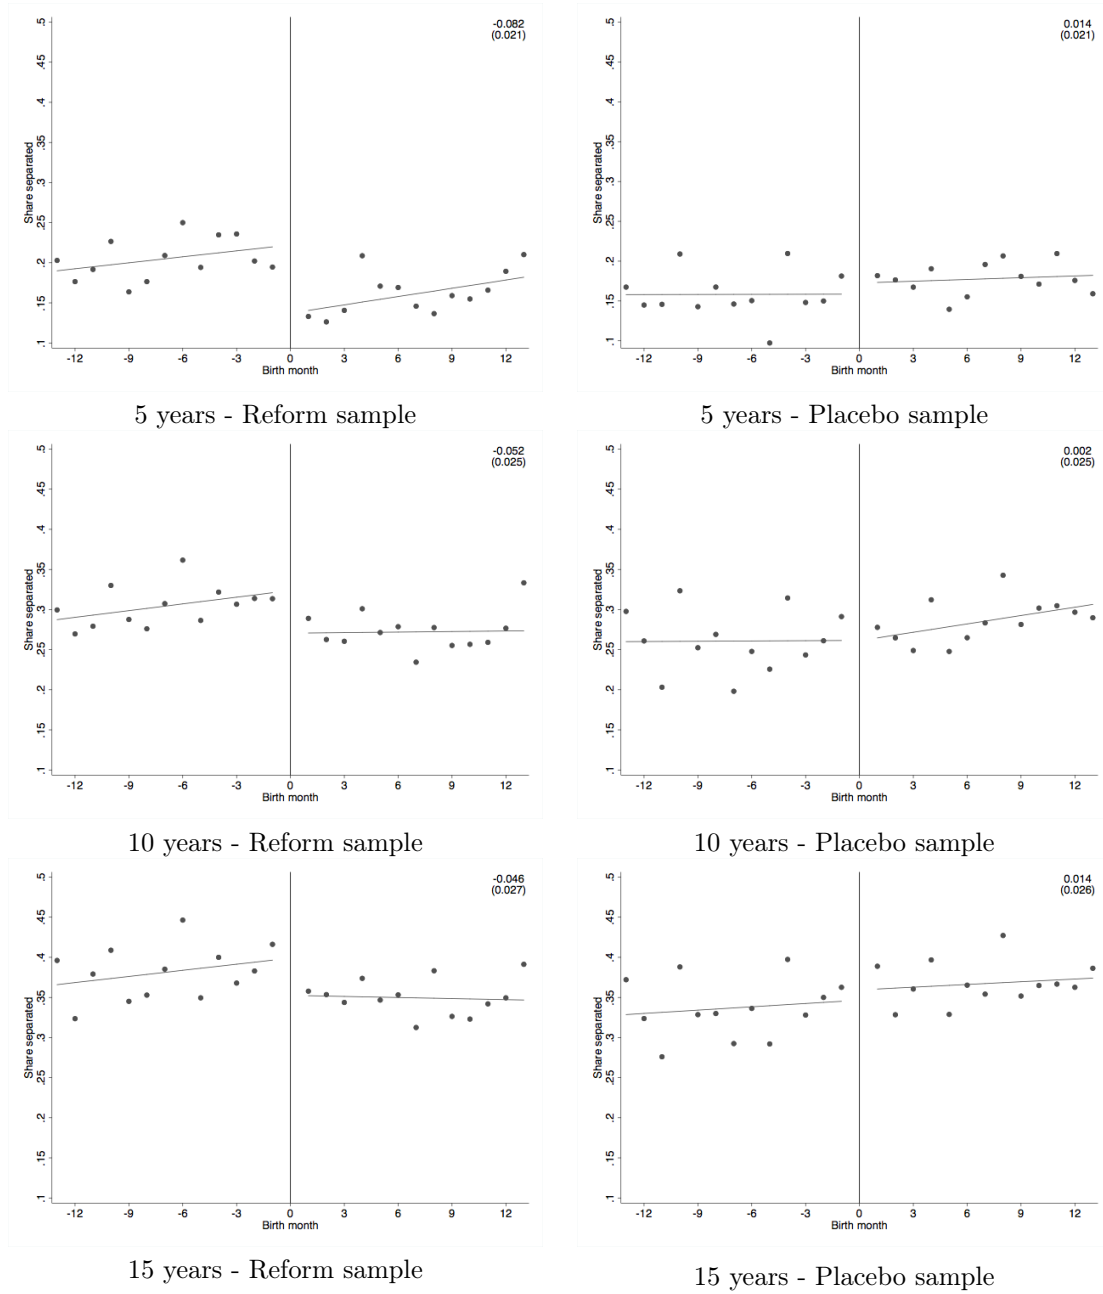 -0.082
(0.021)
Share separated
.5
.45
.4
.35
.3
.25
.2
.15
.1
-12 -9 -6 -3 0 3 6 9 12
Birth month
5 years - Reform sample
0.014
(0.021)
Share separated
.5
.45
.4
.35
.3
.25
.2
.15
.1
-12 -9 -6 -3 0 3 6 9 12
Birth month
5 years - Placebo sample
-0.052
(0.025)
Share separated
.5
.45
.4
.35
.3
.25
.2
.15
.1
-12 -9 -6 -3 0 3 6 9 12
Birth month
10 years - Reform sample
0.002
(0.025)
Share separated
.5
.45
.4
.35
.3
.25
.2
.15
.1
-12 -9 -6 -3 0 3 6 9 12
Birth month
10 years - Placebo sample
-0.046
(0.027)
Share separated
.5
.45
.4
.35
.3
.25
.2
.15
.1
-12 -9 -6 -3 0 3 6 9 12
Birth month
15 years - Reform sample
0.014
(0.026)
Share separated
.5
.45
.4
.35
.3
.25
.2
.15
.1
-12 -9 -6 -3 0 3 6 9 12
Birth month
15 years - Placebo sample